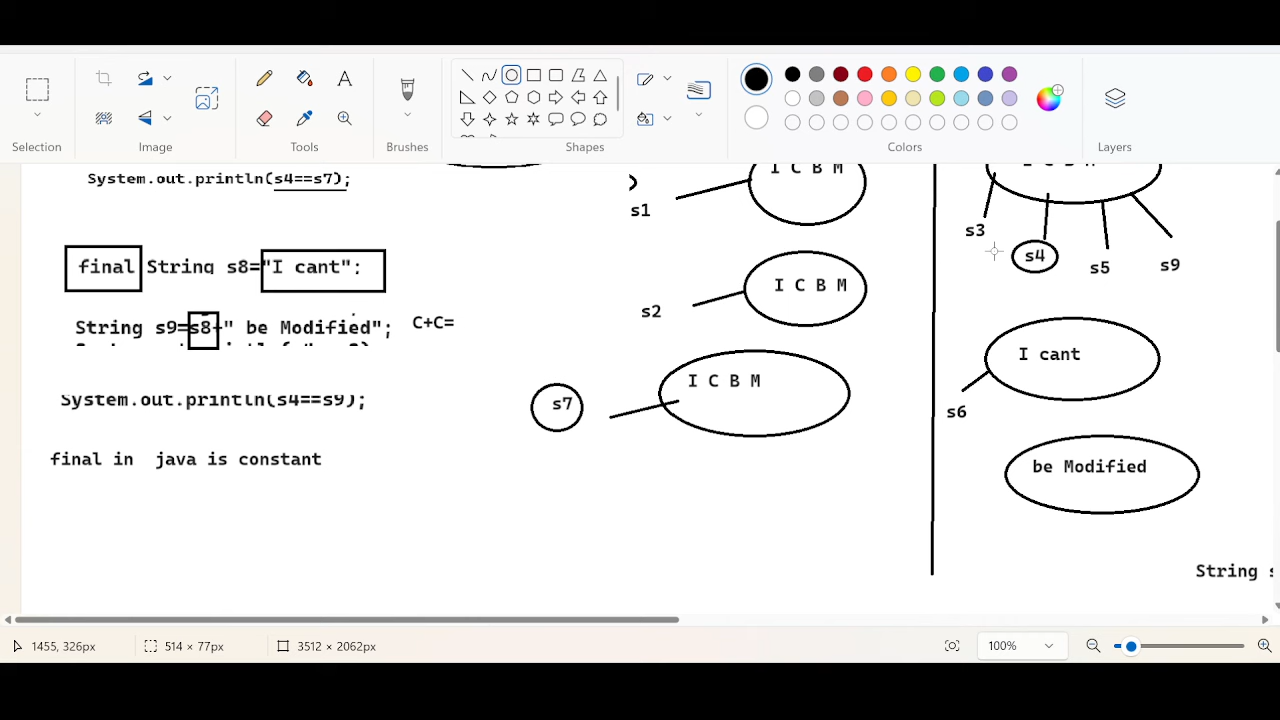 Selection
Image
Tools
Brushes
Shapes
Colors
Layers
System.out.println(s4==s7);
final String s8="I cant";
String s9=s8+" be Modified"; C+C=
System.out.println(s4==s9);
final in java is constant
I C B M
s1
I C B M
s2
I C B M
s7
I C B M
s3
s4
s5
s9
I cant
s6
be Modified
String s
1455, 326px
514 × 77px
3512 × 2062px
100%